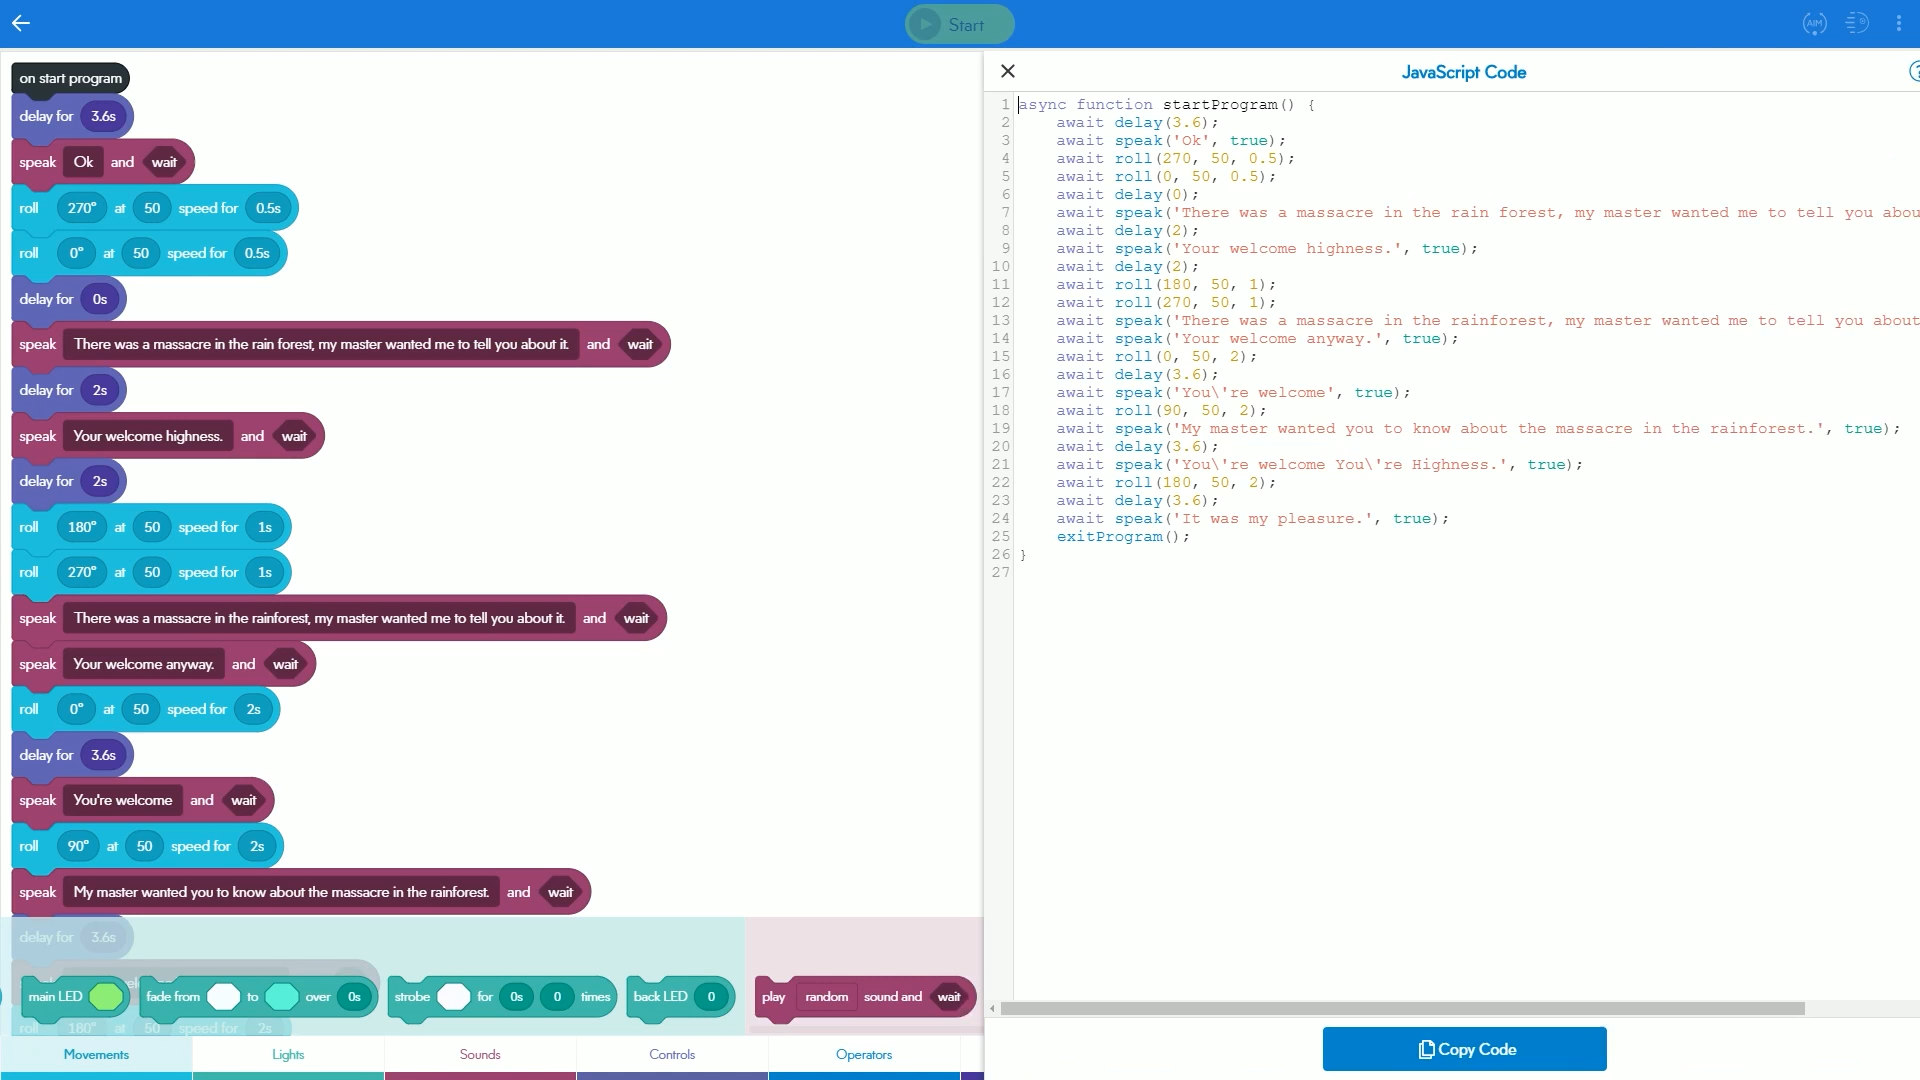 Start
AIM
on start program
delay for 3.6s
speak Ok and wait
roll 270° at 50 speed for 0.5s
roll 0° at 50 speed for 0.5s
delay for 0s
speak There was a massacre in the rain forest, my master wanted me to tell you about it. and wait
delay for 2s
speak Your welcome highness. and wait
delay for 2s
roll 180° at 50 speed for 1s
roll 270° at 50 speed for 1s
speak There was a massacre in the rainforest, my master wanted me to tell you about it. and wait
speak Your welcome anyway. and wait
roll 0° at 50 speed for 2s
delay for 3.6s
speak You're welcome and wait
roll 90° at 50 speed for 2s
speak My master wanted you to know about the massacre in the rainforest. and wait
delay for 3.6s
main LED fade from to over 0s strobe for 0s 0 times back LED 0 play random sound and wait
roll 180° at 50 speed for 2s
Movements Lights Sounds Controls Operators
JavaScript Code
1 async function startProgram() {
2 await delay(3.6);
3 await speak('Ok', true);
4 await roll(270, 50, 0.5);
5 await roll(0, 50, 0.5);
6 await delay(0);
7 await speak('There was a massacre in the rain forest, my master wanted me to tell you abou
8 await delay(2);
9 await speak('Your welcome highness.', true);
10 await delay(2);
11 await roll(180, 50, 1);
12 await roll(270, 50, 1);
13 await speak('There was a massacre in the rainforest, my master wanted me to tell you about
14 await speak('Your welcome anyway.', true);
15 await roll(0, 50, 2);
16 await delay(3.6);
17 await speak('You\'re welcome', true);
18 await roll(90, 50, 2);
19 await speak('My master wanted you to know about the massacre in the rainforest.', true);
20 await delay(3.6);
21 await speak('You\'re welcome You\'re Highness.', true);
22 await roll(180, 50, 2);
23 await delay(3.6);
24 await speak('It was my pleasure.', true);
25 exitProgram();
26 }
27
Copy Code